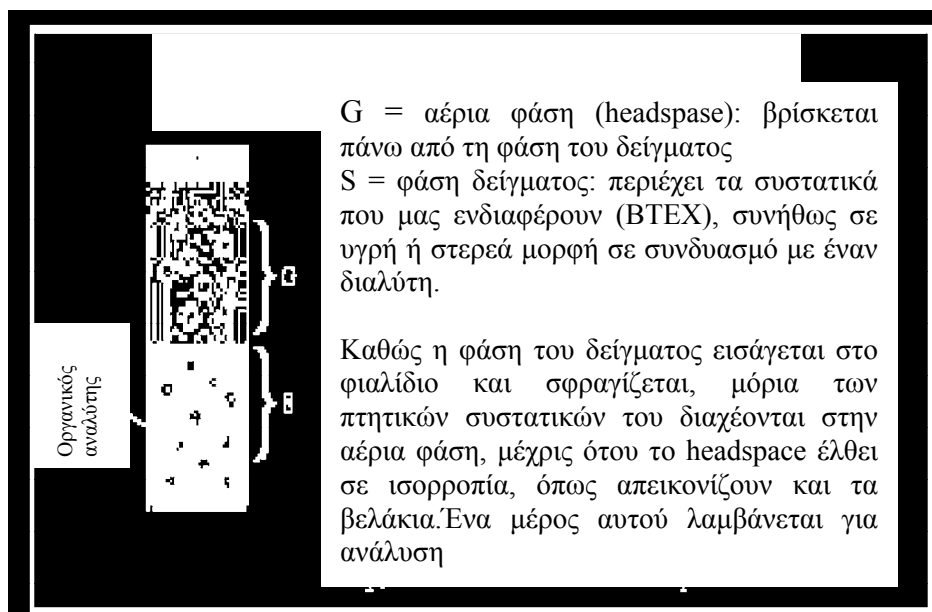 G = αέρια φάση (headspase): βρίσκεται
πάνω από τη φάση του δείγματος
S = φάση δείγματος: περιέχει τα συστατικά
που μας ενδιαφέρουν (BTEX), συνήθως σε
υγρή ή στερεά μορφή σε συνδυασμό με έναν
διαλύτη.
Καθώς η φάση του δείγματος εισάγεται στο
φιαλίδιο και σφραγίζεται, μόρια των
πτητικών συστατικών του διαχέονται στην
αέρια φάση, μέχρις ότου το headspace έλθει
σε ισορροπία, όπως απεικονίζουν και τα
βελάκια.Ένα μέρος αυτού λαμβάνεται για
ανάλυση
Οργανικός
αναλύτης